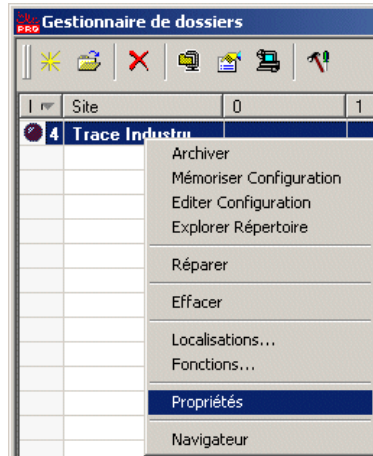 Gestionnaire de dossiers
PRO
I Site 0 1
4 Trace Industry
Archiver
Mémoriser Configuration
Editer Configuration
Explorer Répertoire
Réparer
Effacer
Localisations...
Fonctions...
Propriétés
Navigateur